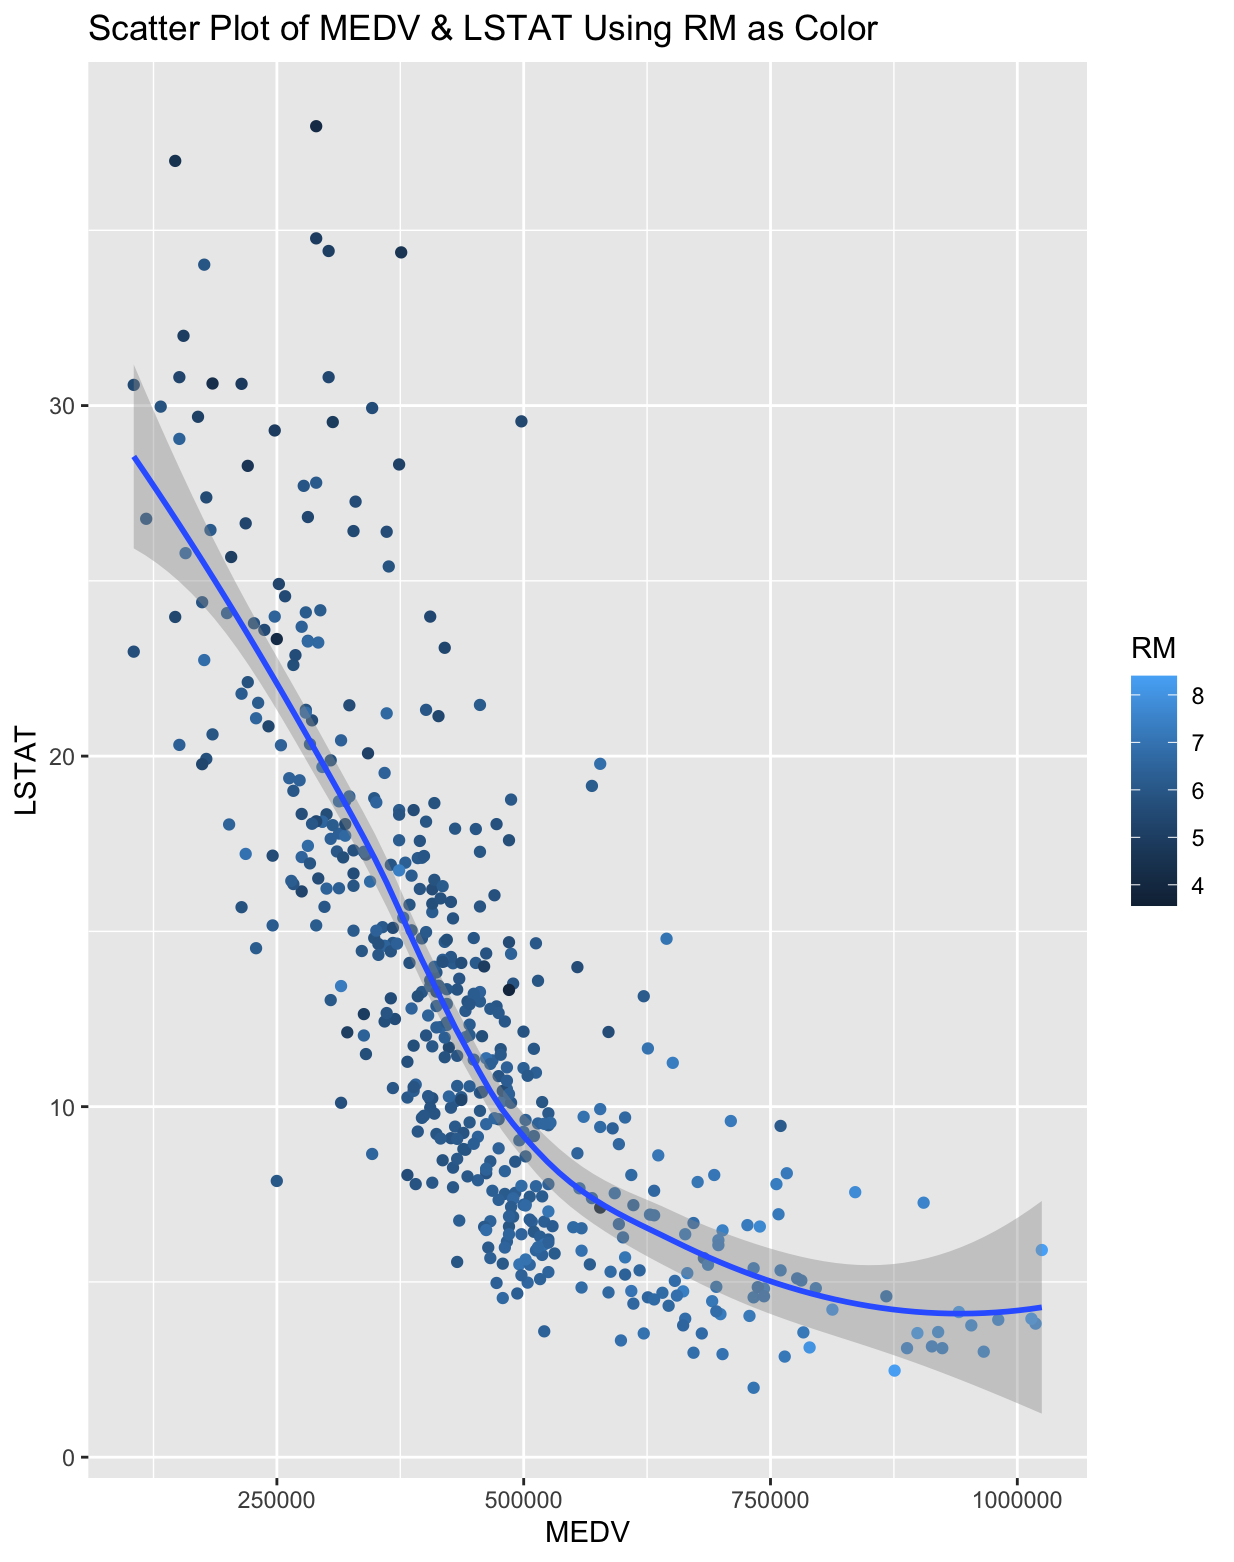 Scatter Plot of MEDV & LSTAT Using RM as Color
LSTAT
30
20
10
0
250000 500000 750000 1000000
MEDV
RM
8
7
6
5
4